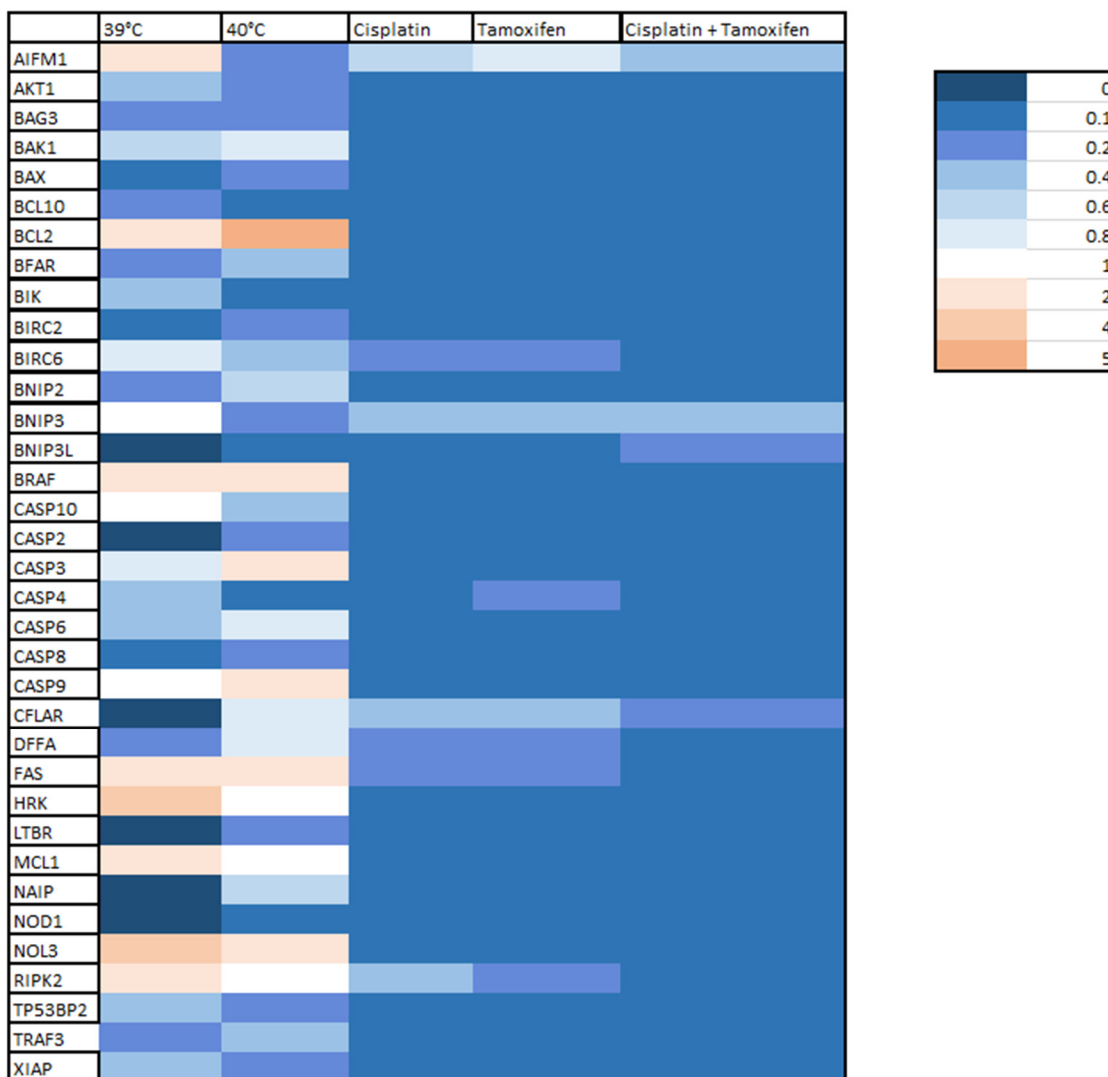 39°C 40°C Cisplatin Tamoxifen Cisplatin + Tamoxifen
AIFM1
AKT1
BAG3
BAK1
BAX
BCL10
BCL2
BFAR
BIK
BIRC2
BIRC6
BNIP2
BNIP3
BNIP3L
BRAF
CASP10
CASP2
CASP3
CASP4
CASP6
CASP8
CASP9
CFLAR
DFFA
FAS
HRK
LTBR
MCL1
NAIP
NOD1
NOL3
RIPK2
TP53BP2
TRAF3
XIAP
0
0.1
0.2
0.4
0.6
0.8
1
2
4
5